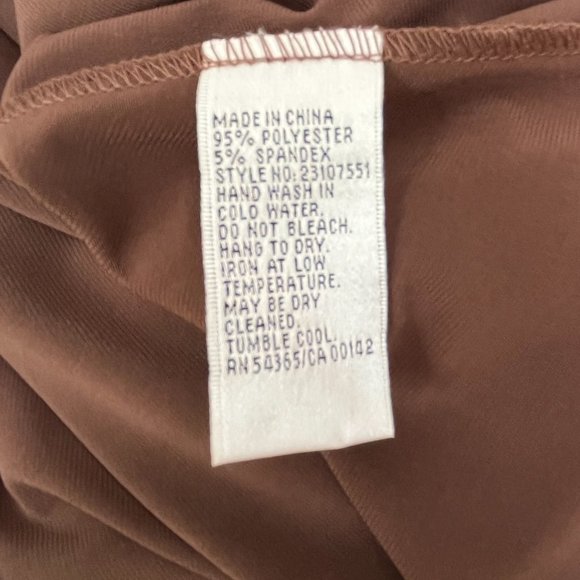 MADE IN CHINA
95% POLYESTER
5% SPANDEX
STYLE NO: 23107551
HAND WASH IN
COLD WATER.
DO NOT BLEACH.
HANG TO DRY.
IRON AT LOW
TEMPERATURE.
MAY BE DRY
CLEANED.
TUMBLE COOL.
RN 54365/CA 00142